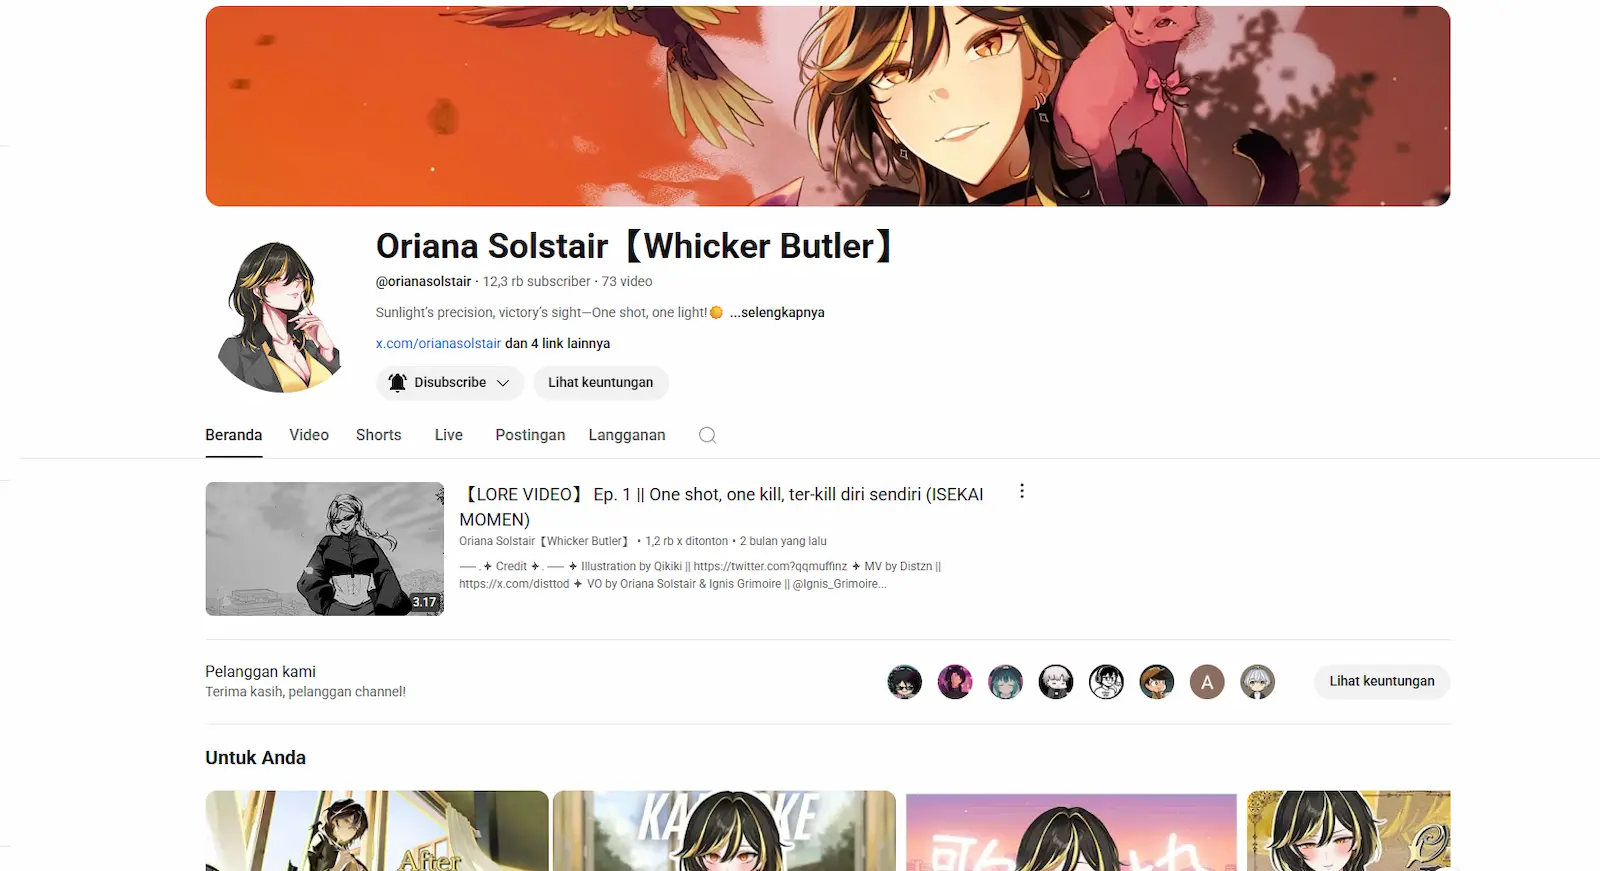 Oriana Solstair【Whicker Butler】
@orianasolstair · 12,3 rb subscriber · 73 video
Sunlight's precision, victory's sight—One shot, one light! ...selengkapnya
x.com/orianasolstair dan 4 link lainnya
Disubscribe
Lihat keuntungan
Beranda
Video
Shorts
Live
Postingan
Langganan
【LORE VIDEO】 Ep. 1 || One shot, one kill, ter-kill diri sendiri (ISEKAI
MOMEN)
Oriana Solstair【Whicker Butler】 • 1,2 rb x ditonton • 2 bulan yang lalu
—— . ✦ Credit ✦ . —— ✦ Illustration by Qikiki || https://twitter.com?qqmuffinz ✦ MV by Distzn ||
https://x.com/disttod ✦ VO by Oriana Solstair & Ignis Grimoire || @Ignis_Grimoire...
3.17
Pelanggan kami
Terima kasih, pelanggan channel!
A
Lihat keuntungan
Untuk Anda
After